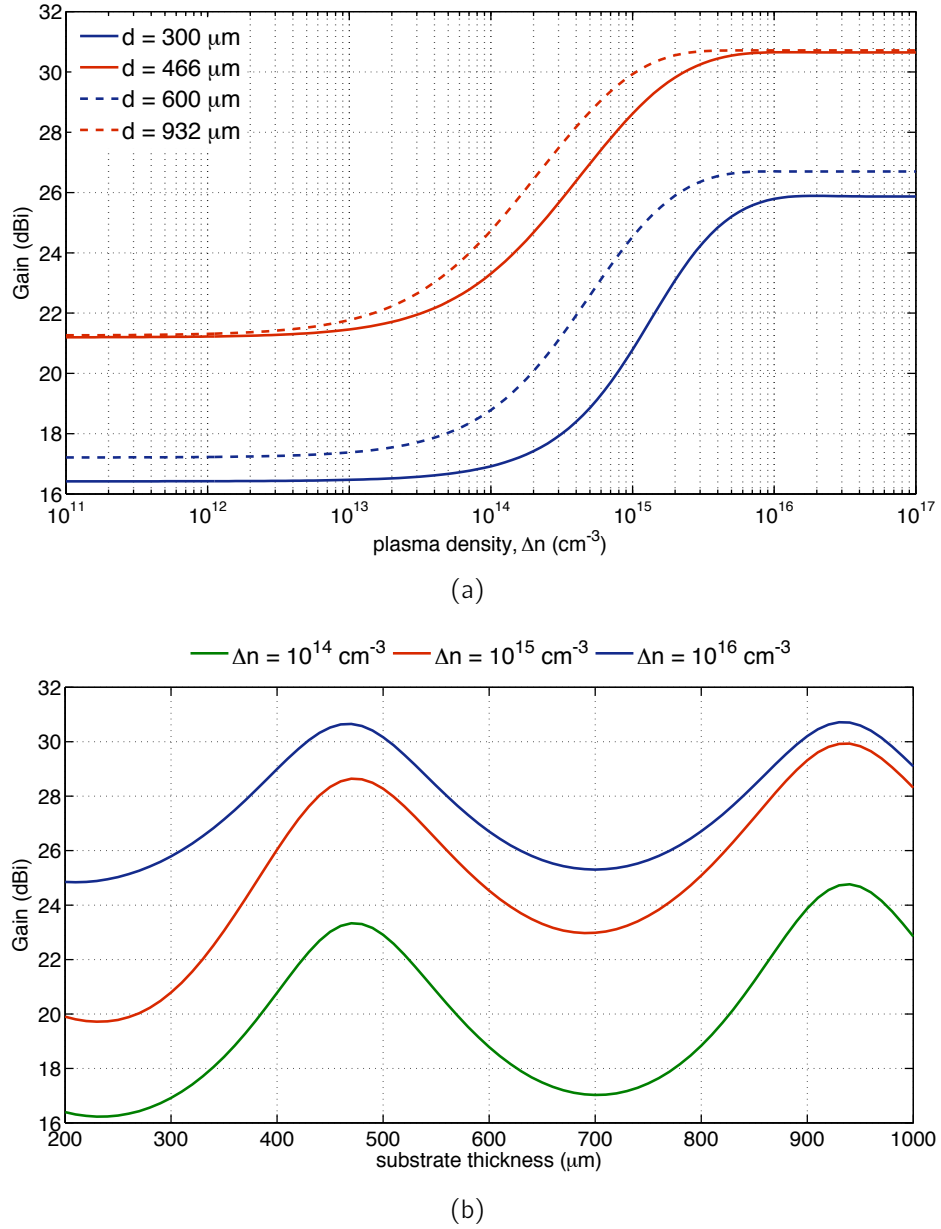 32
30
28
26
24
22
20
18
16
Gain (dBi)
d = 300 μm
d = 466 μm
d = 600 μm
d = 932 μm
10^11 10^12 10^13 10^14 10^15 10^16 10^17
plasma density, Δn (cm^-3)
(a)
Δn = 10^14 cm^-3 Δn = 10^15 cm^-3 Δn = 10^16 cm^-3
32
30
28
26
24
22
20
18
16
Gain (dBi)
200 300 400 500 600 700 800 900 1000
substrate thickness (μm)
(b)